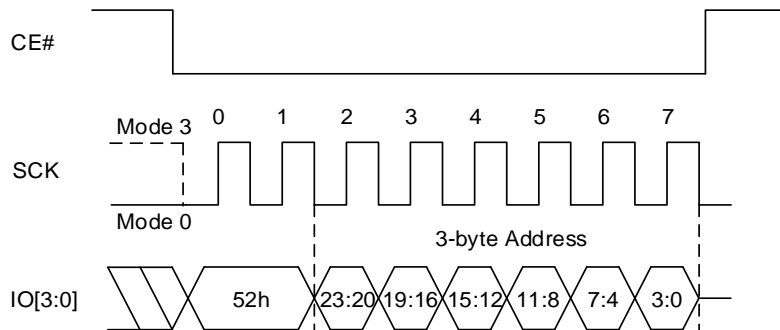 CE#
0 1 2 3 4 5 6 7
Mode 3
SCK
Mode 0
3-byte Address
IO[3:0] 52h 23:20 19:16 15:12 11:8 7:4 3:0